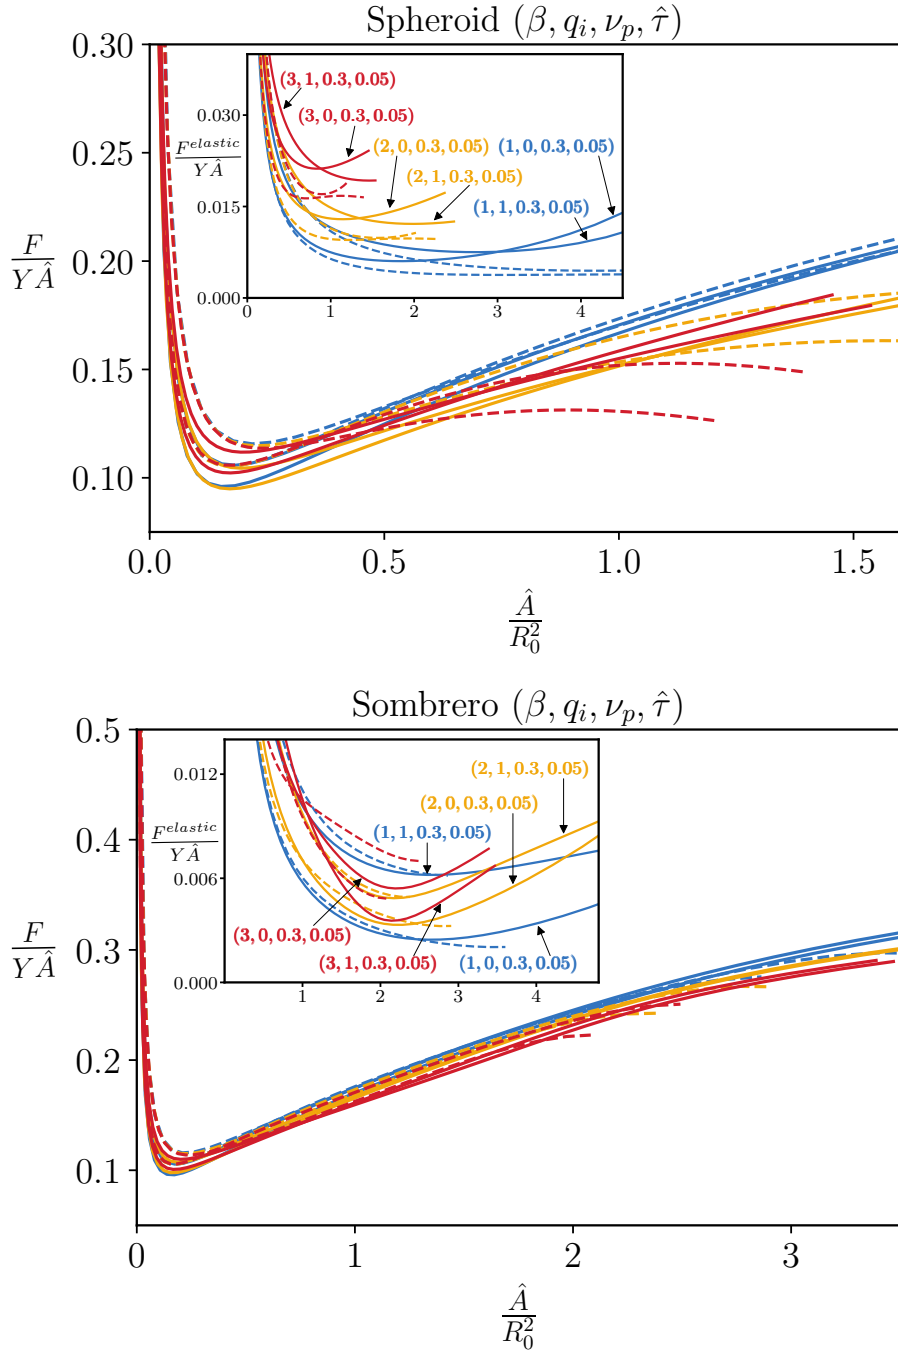 Spheroid (β, q_i, ν_p, τ̂)
0.30
0.25
0.20
0.15
0.10
F/YÂ
0.030
0.015
0.000
F^elastic/YÂ
(3, 1, 0.3, 0.05)
(3, 0, 0.3, 0.05)
(2, 0, 0.3, 0.05)
(1, 0, 0.3, 0.05)
(2, 1, 0.3, 0.05)
(1, 1, 0.3, 0.05)
0 1 2 3 4
0.0 0.5 1.0 1.5
Â/R_0^2
Sombrero (β, q_i, ν_p, τ̂)
0.5
0.4
0.3
0.2
0.1
F/YÂ
0.012
0.006
0.000
F^elastic/YÂ
(2, 1, 0.3, 0.05)
(2, 0, 0.3, 0.05)
(1, 1, 0.3, 0.05)
(3, 0, 0.3, 0.05)
(3, 1, 0.3, 0.05)
(1, 0, 0.3, 0.05)
1 2 3 4
0 1 2 3
Â/R_0^2